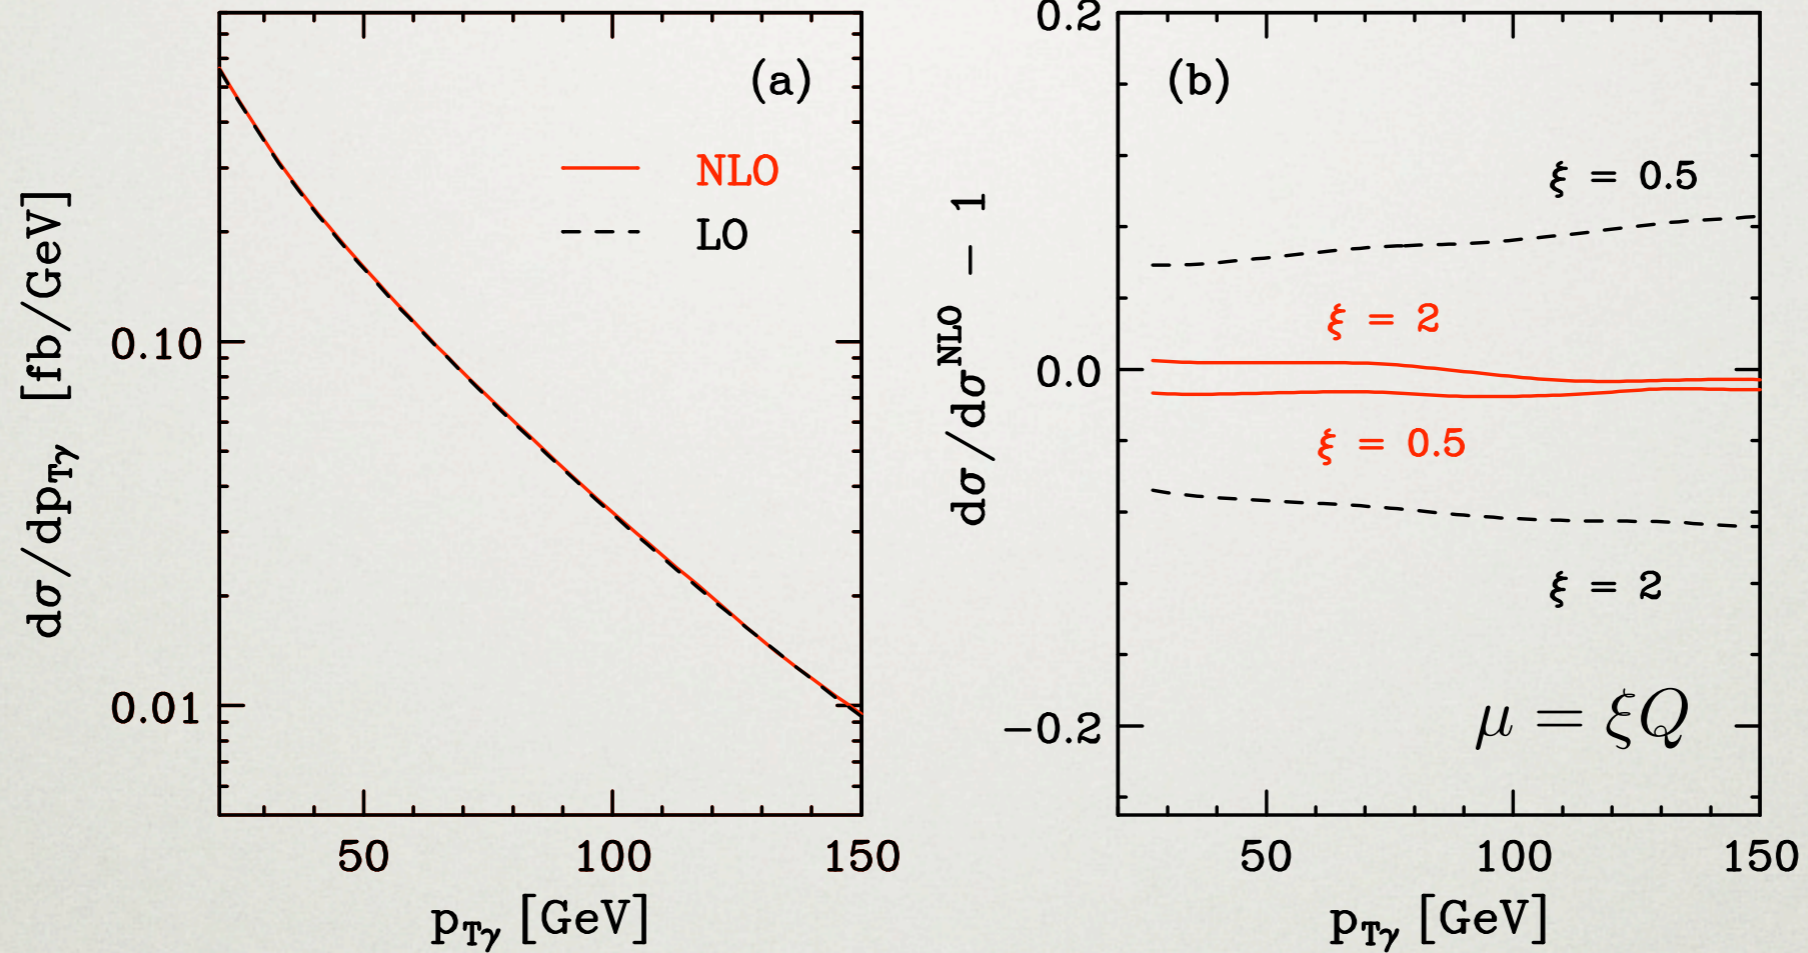 (a)
NLO
LO
0.10
0.01
dσ/dp_Tγ [fb/GeV]
50 100 150
p_Tγ [GeV]
0.2
(b)
ξ = 0.5
ξ = 2
0.0
ξ = 0.5
ξ = 2
μ = ξQ
−0.2
dσ/dσ^NLO − 1
50 100 150
p_Tγ [GeV]